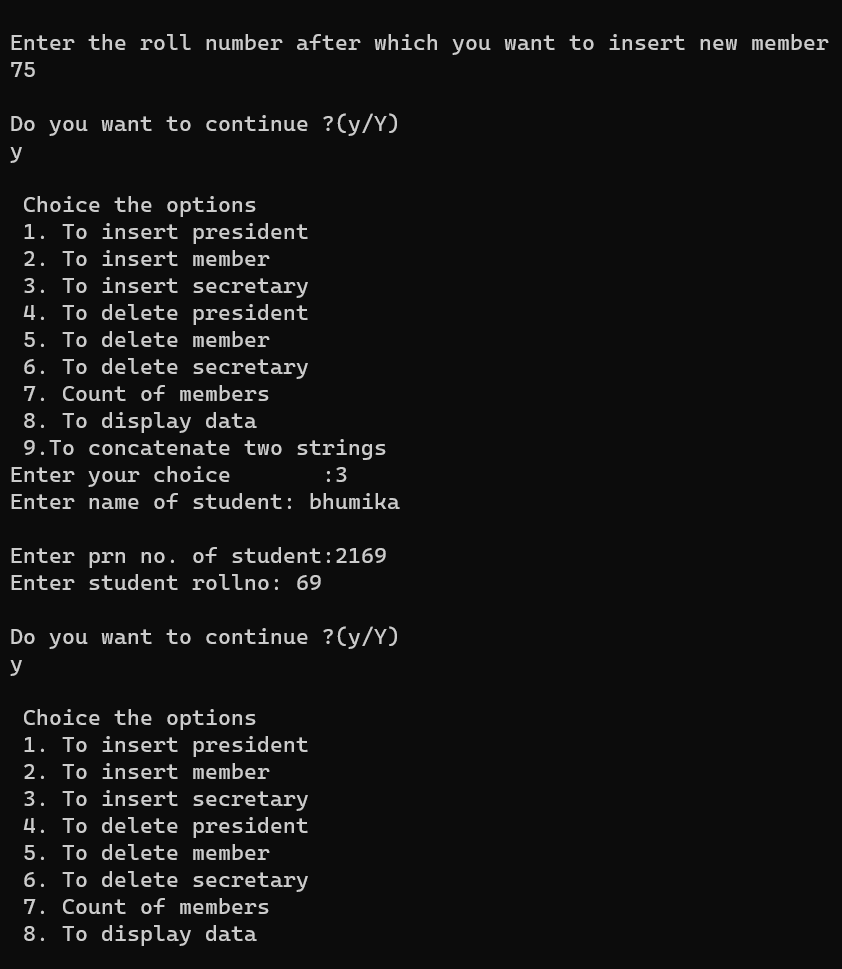 Enter the roll number after which you want to insert new member
75
Do you want to continue ?(y/Y)
y
Choice the options
1. To insert president
2. To insert member
3. To insert secretary
4. To delete president
5. To delete member
6. To delete secretary
7. Count of members
8. To display data
9.To concatenate two strings
Enter your choice       :3
Enter name of student: bhumika
Enter prn no. of student:2169
Enter student rollno: 69
Do you want to continue ?(y/Y)
y
Choice the options
1. To insert president
2. To insert member
3. To insert secretary
4. To delete president
5. To delete member
6. To delete secretary
7. Count of members
8. To display data